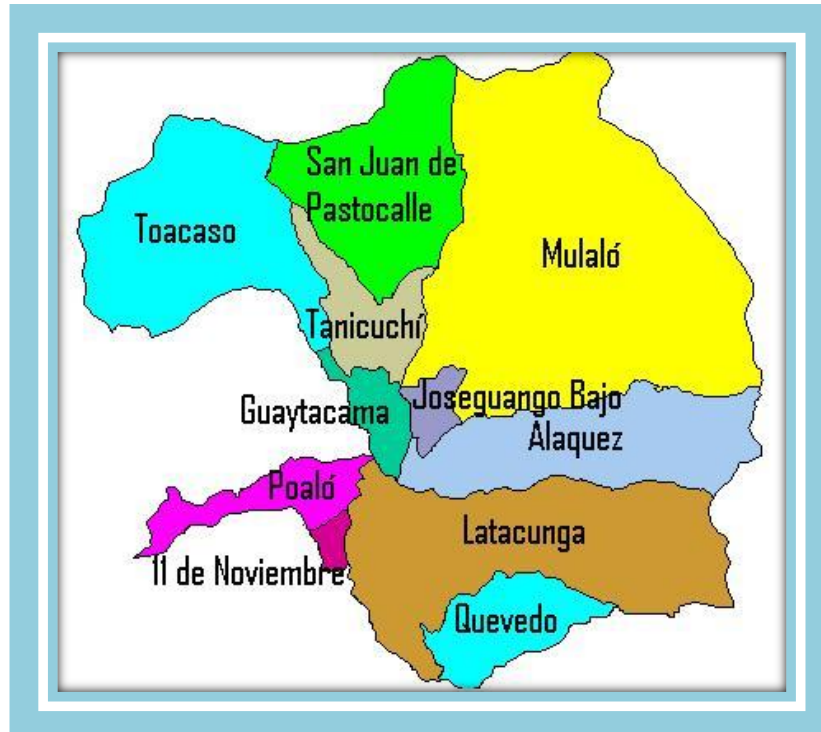 San Juan de
Pastocalle
Toacaso
Mulaló
Tanicuchí
Guaytacama
Joseguango Bajo
Alaquez
Poaló
Latacunga
11 de Noviembre
Quevedo